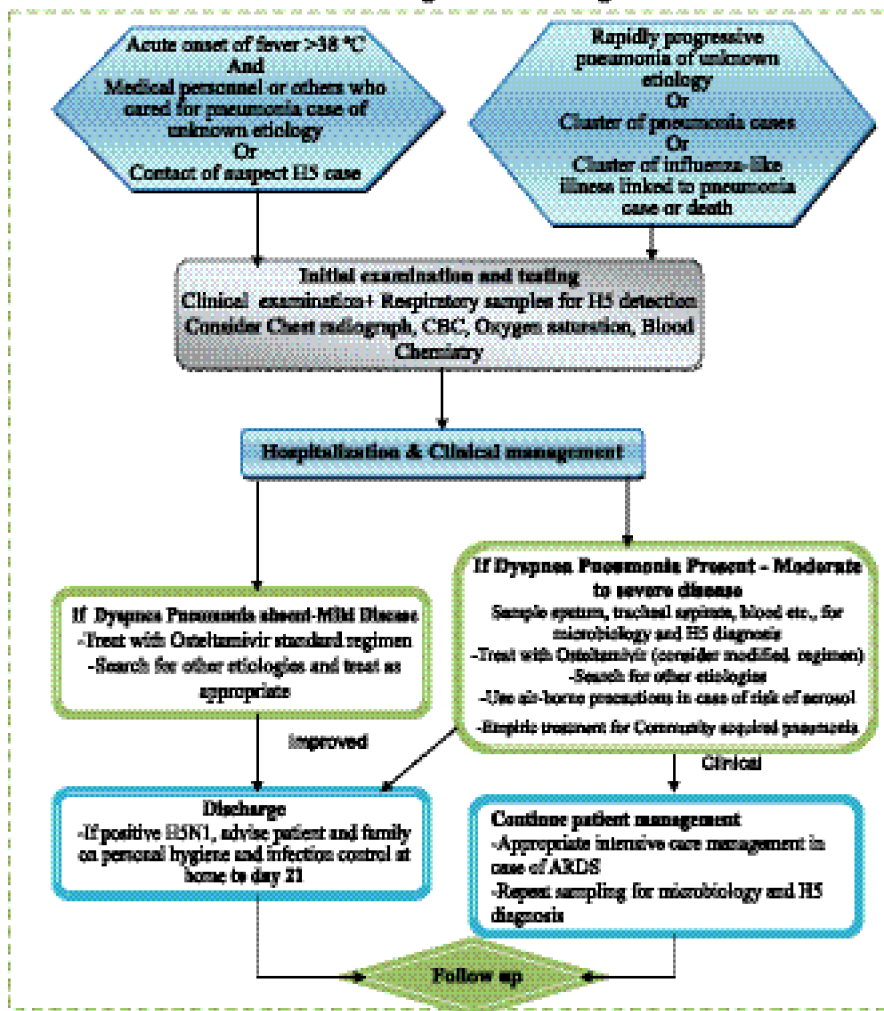 Acute onset of fever >38 °C
And
Medical personnel or others who
cared for pneumonia case of
unknown etiology
Or
Contact of suspect H5 case
Rapidly progressive
pneumonia of unknown
etiology
Or
Cluster of pneumonia cases
Or
Cluster of influenza-like
illness linked to pneumonia
case or death
Initial examination and testing
Clinical examination+ Respiratory samples for H5 detection
Consider Chest radiograph, CBC, Oxygen saturation, Blood
Chemistry
Hospitalization & Clinical management
If Dyspnea Pneumonia absent-Mild Disease
-Treat with Osteltamivir standard regimen
-Search for other etiologies and treat as
appropriate
If Dyspnea Pneumonia Present - Moderate
to severe disease
Sample sputum, tracheal aspirate, blood etc., for
microbiology and H5 diagnosis
-Treat with Osteltamivir (consider modified regimen)
-Search for other etiologies
-Use air-borne precautions in case of risk of aerosol
-Empiric treatment for Community acquired pneumonia
Improved
Clinical
Discharge
-If positive H5N1, advise patient and family
on personal hygiene and infection control at
home to day 21
Continue patient management
-Appropriate intensive care management in
case of ARDS
-Repeat sampling for microbiology and H5
diagnosis
Follow up